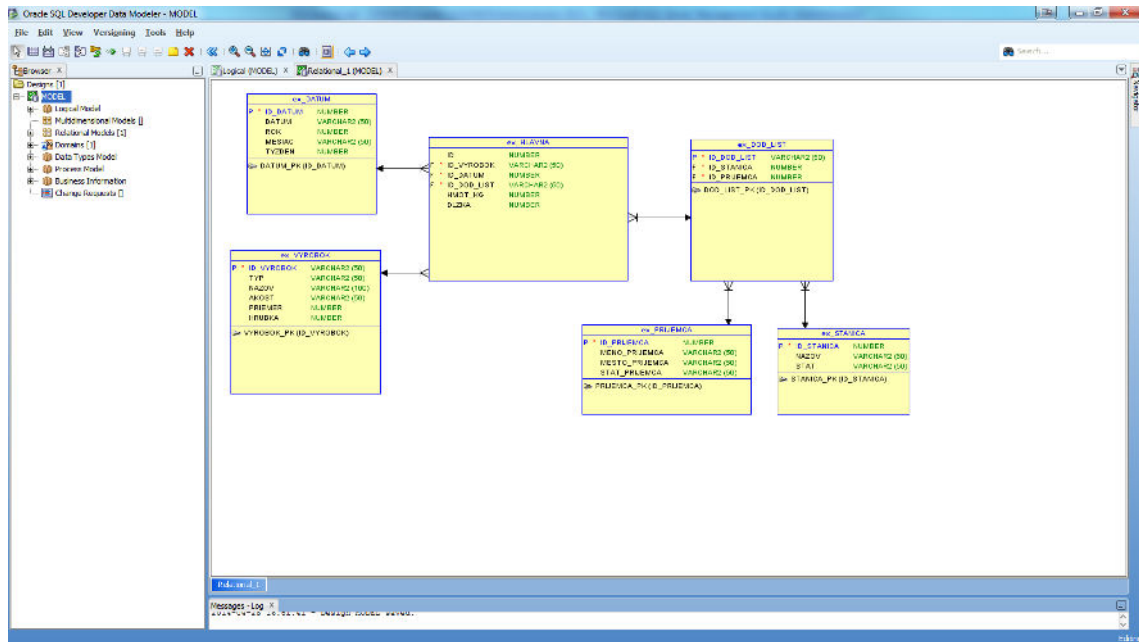 Oracle SQL Developer Data Modeler - MODEL
File Edit View Versioning Tools Help
Search
Browser
Designs [1]
MODEL
Logical Model
Multidimensional Models []
Relational Models [1]
Domains [1]
Data Types Model
Process Model
Business Information
Change Requests []
Logical (MODEL)
Relational_1 (MODEL)
ex_DATUM
P * ID_DATUM NUMBER
DATUM VARCHAR2 (50)
ROK NUMBER
MESIAC VARCHAR2 (50)
TYZDEN NUMBER
DATUM_PK (ID_DATUM)
ex_HLAVNA
ID NUMBER
F * ID_VYROBOK VARCHAR2 (50)
F * ID_DATUM NUMBER
F * ID_DOD_LIST VARCHAR2 (50)
HMOT_KG NUMBER
DLZKA NUMBER
ex_DOD_LIST
P * ID_DOD_LIST VARCHAR2 (50)
F * ID_STANICA NUMBER
F * ID_PRIJEMCA NUMBER
DOD_LIST_PK (ID_DOD_LIST)
ex_VYROBOK
P * ID_VYROBOK VARCHAR2 (50)
TYP VARCHAR2 (50)
NAZOV VARCHAR2 (100)
AKOST VARCHAR2 (50)
PRIEMER NUMBER
HRUBKA NUMBER
VYROBOK_PK (ID_VYROBOK)
ex_PRIJEMCA
P * ID_PRIJEMCA NUMBER
MENO_PRIJEMCA VARCHAR2 (50)
MESTO_PRIJEMCA VARCHAR2 (50)
STAT_PRIJEMCA VARCHAR2 (50)
PRIJEMCA_PK (ID_PRIJEMCA)
ex_STANICA
P * ID_STANICA NUMBER
NAZOV VARCHAR2 (50)
STAT VARCHAR2 (50)
STANICA_PK (ID_STANICA)
Relational_1
Messages - Log
Design MODEL saved.